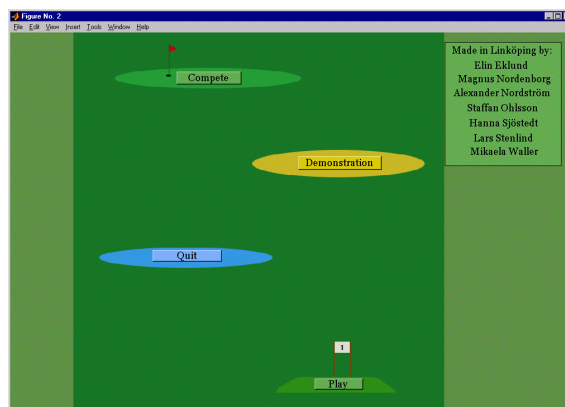 Figure No. 2
File Edit View Insert Tools Window Help
Made in Linköping by:
Elin Eklund
Magnus Nordenborg
Alexander Nordström
Staffan Ohlsson
Hanna Sjöstedt
Lars Stenlind
Mikaela Waller
Compete
Demonstration
Quit
1
Play